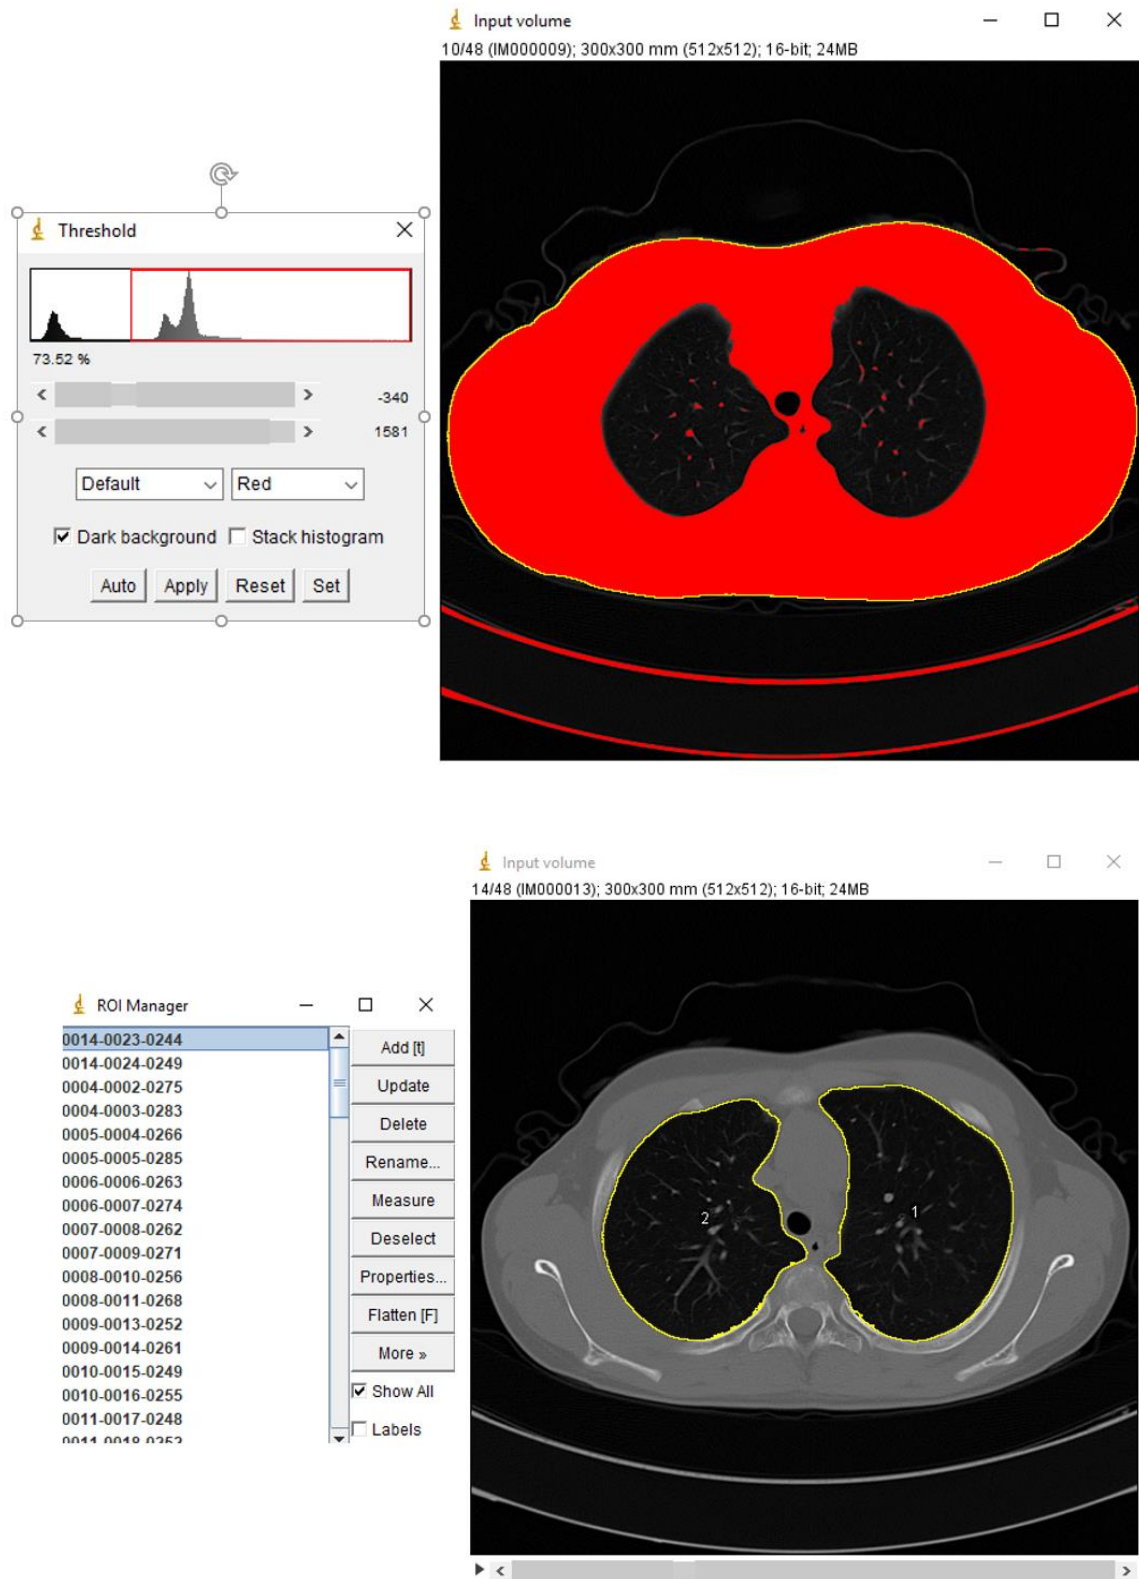 Input volume
10/48 (IM000009); 300x300 mm (512x512); 16-bit; 24MB
Threshold
73.52 %
-340
1581
Default
Red
Dark background
Stack histogram
Auto
Apply
Reset
Set
Input volume
14/48 (IM000013); 300x300 mm (512x512); 16-bit; 24MB
2
1
ROI Manager
0014-0023-0244
0014-0024-0249
0004-0002-0275
0004-0003-0283
0005-0004-0266
0005-0005-0285
0006-0006-0263
0006-0007-0274
0007-0008-0262
0007-0009-0271
0008-0010-0256
0008-0011-0268
0009-0013-0252
0009-0014-0261
0010-0015-0249
0010-0016-0255
0011-0017-0248
Add [t]
Update
Delete
Rename...
Measure
Deselect
Properties...
Flatten [F]
More »
Show All
Labels